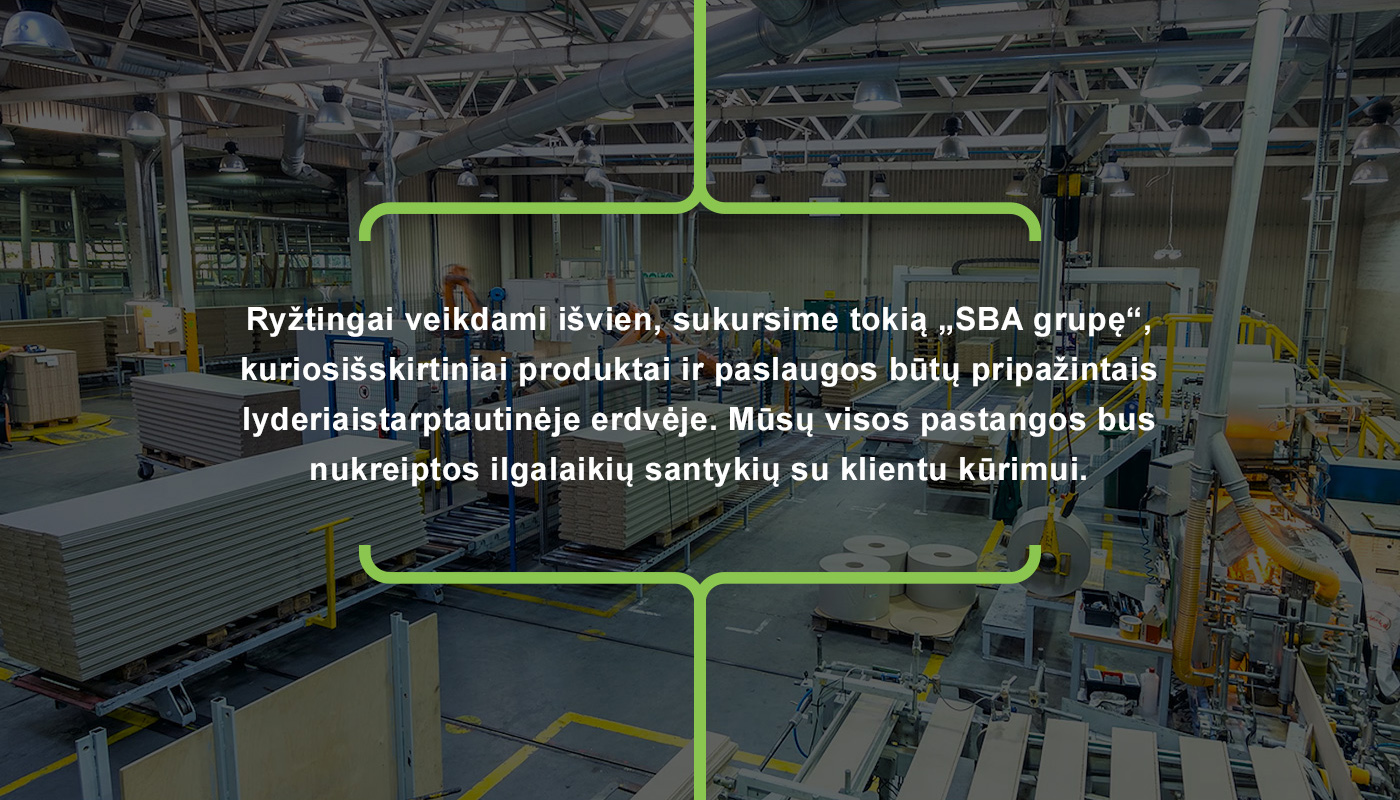 Ryžtingai veikdami išvien, sukursime tokią „SBA grupę“,
kuriosišskirtiniai produktai ir paslaugos būtų pripažintais
lyderiaistarptautinėje erdvėje. Mūsų visos pastangos bus
nukreiptos ilgalaikių santykių su klientu kūrimui.